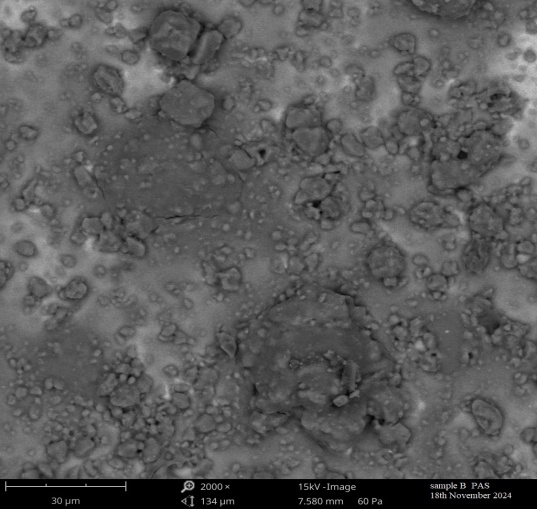 30 µm
2000 ×
134 µm
15kV - Image
7.580 mm 60 Pa
sample B PAS
18th November 2024